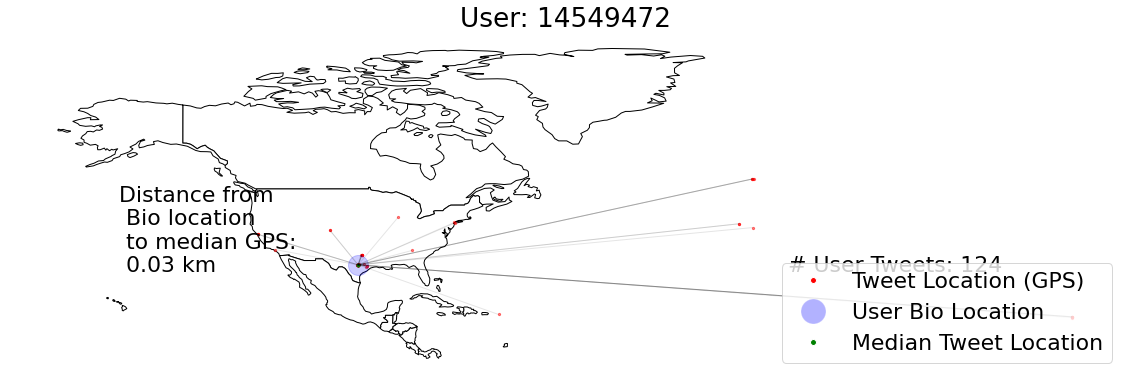 User: 14549472
Distance from
Bio location
to median GPS:
0.03 km
# User Tweets: 124
Tweet Location (GPS)
User Bio Location
Median Tweet Location